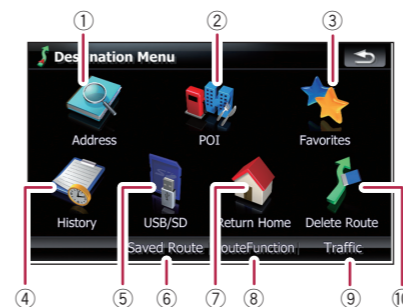 ① ② ③
Destination Menu
Address POI Favorites
History USB/SD Return Home Delete Route
Saved Route RouteFunction Traffic
④ ⑤ ⑥ ⑦ ⑧ ⑨ ⑩